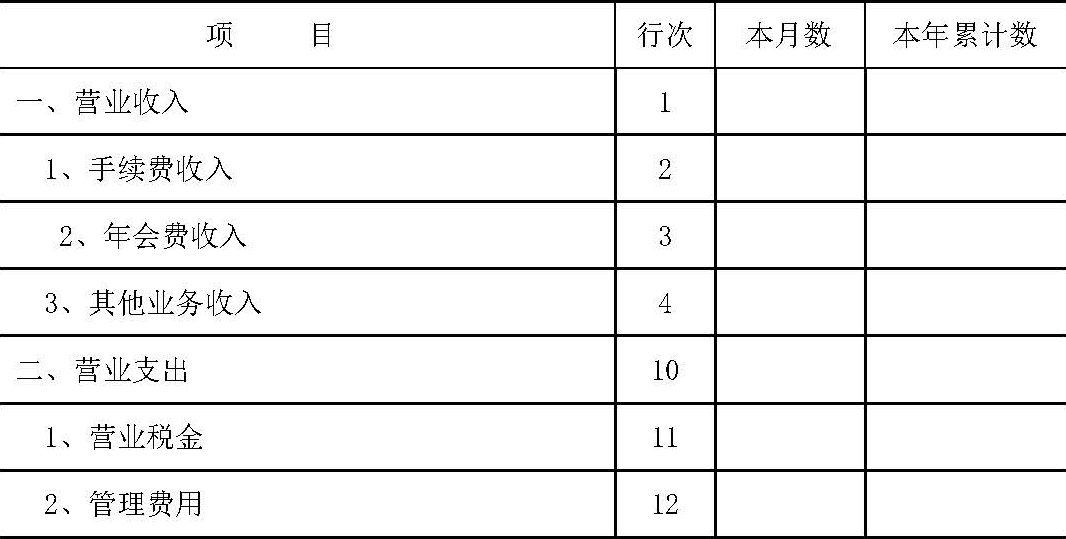 项 目 行次 本月数 本年累计数
一、营业收入 1
1、手续费收入 2
2、年会费收入 3
3、其他业务收入 4
二、营业支出 10
1、营业税金 11
2、管理费用 12